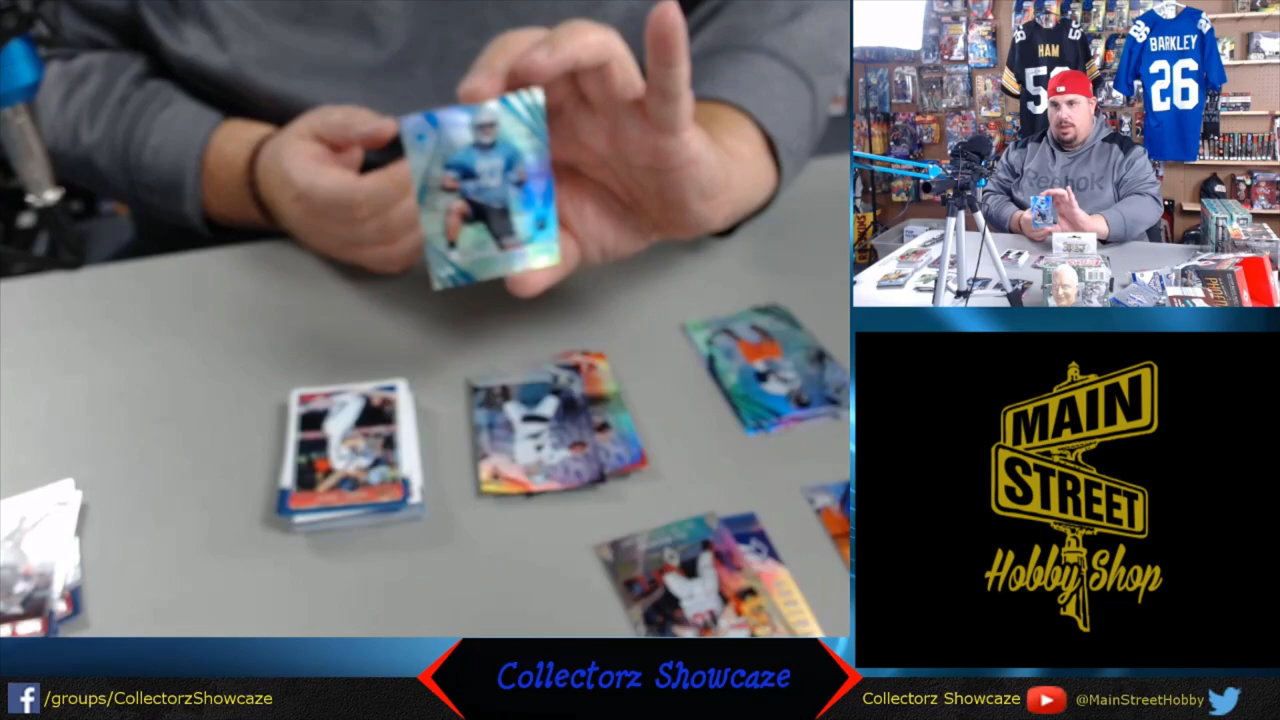 HAM
BARKLEY
26
Reebok
MAIN
STREET
Hobby Shop
Collectorz Showcaze
/groups/CollectorzShowcaze
Collectorz Showcaze
@MainStreetHobby